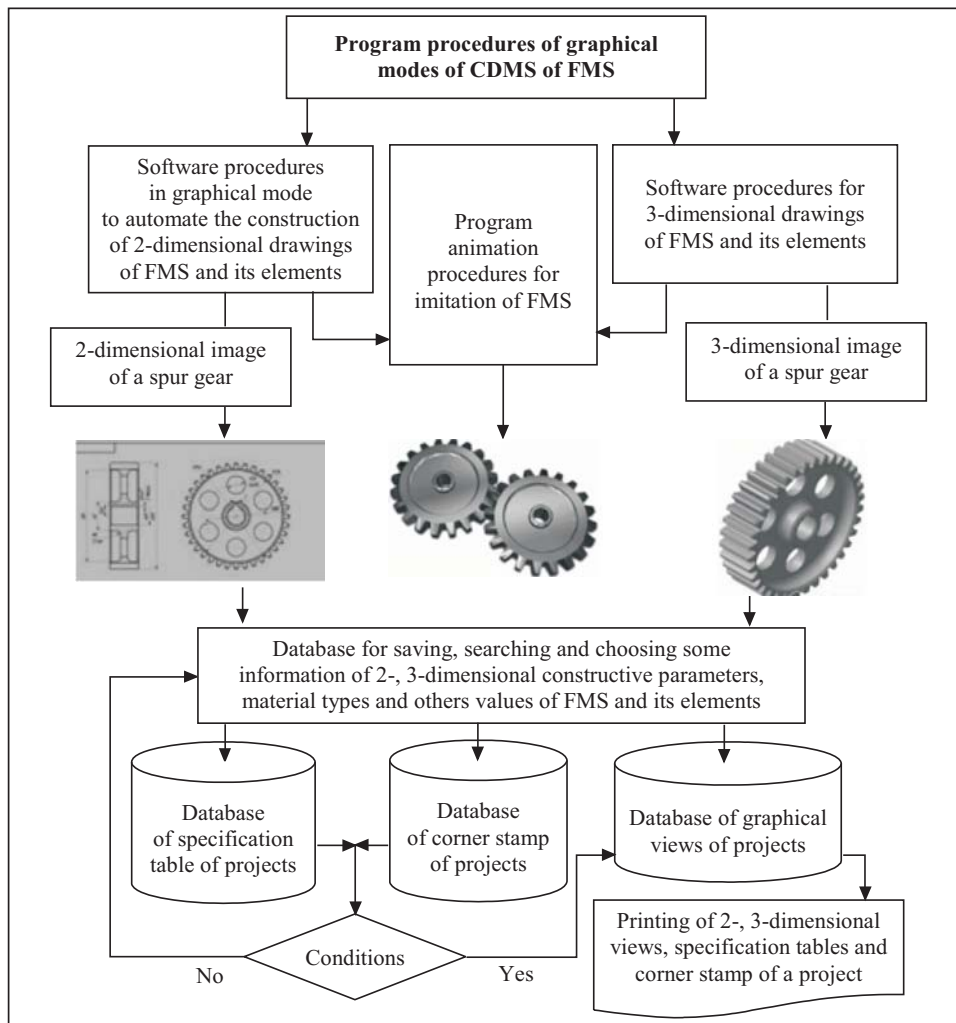 Program procedures of graphical
modes of CDMS of FMS
Software procedures
in graphical mode
to automate the construction
of 2-dimensional drawings
of FMS and its elements
Program
animation
procedures for
imitation of FMS
Software procedures for
3-dimensional drawings
of FMS and its elements
2-dimensional image
of a spur gear
3-dimensional image
of a spur gear
Database for saving, searching and choosing some
information of 2-, 3-dimensional constructive parameters,
material types and others values of FMS and its elements
Database
of specification
table of projects
Database
of corner stamp
of projects
Database of graphical
views of projects
Conditions
No
Yes
Printing of 2-, 3-dimensional
views, specification tables and
corner stamp of a project